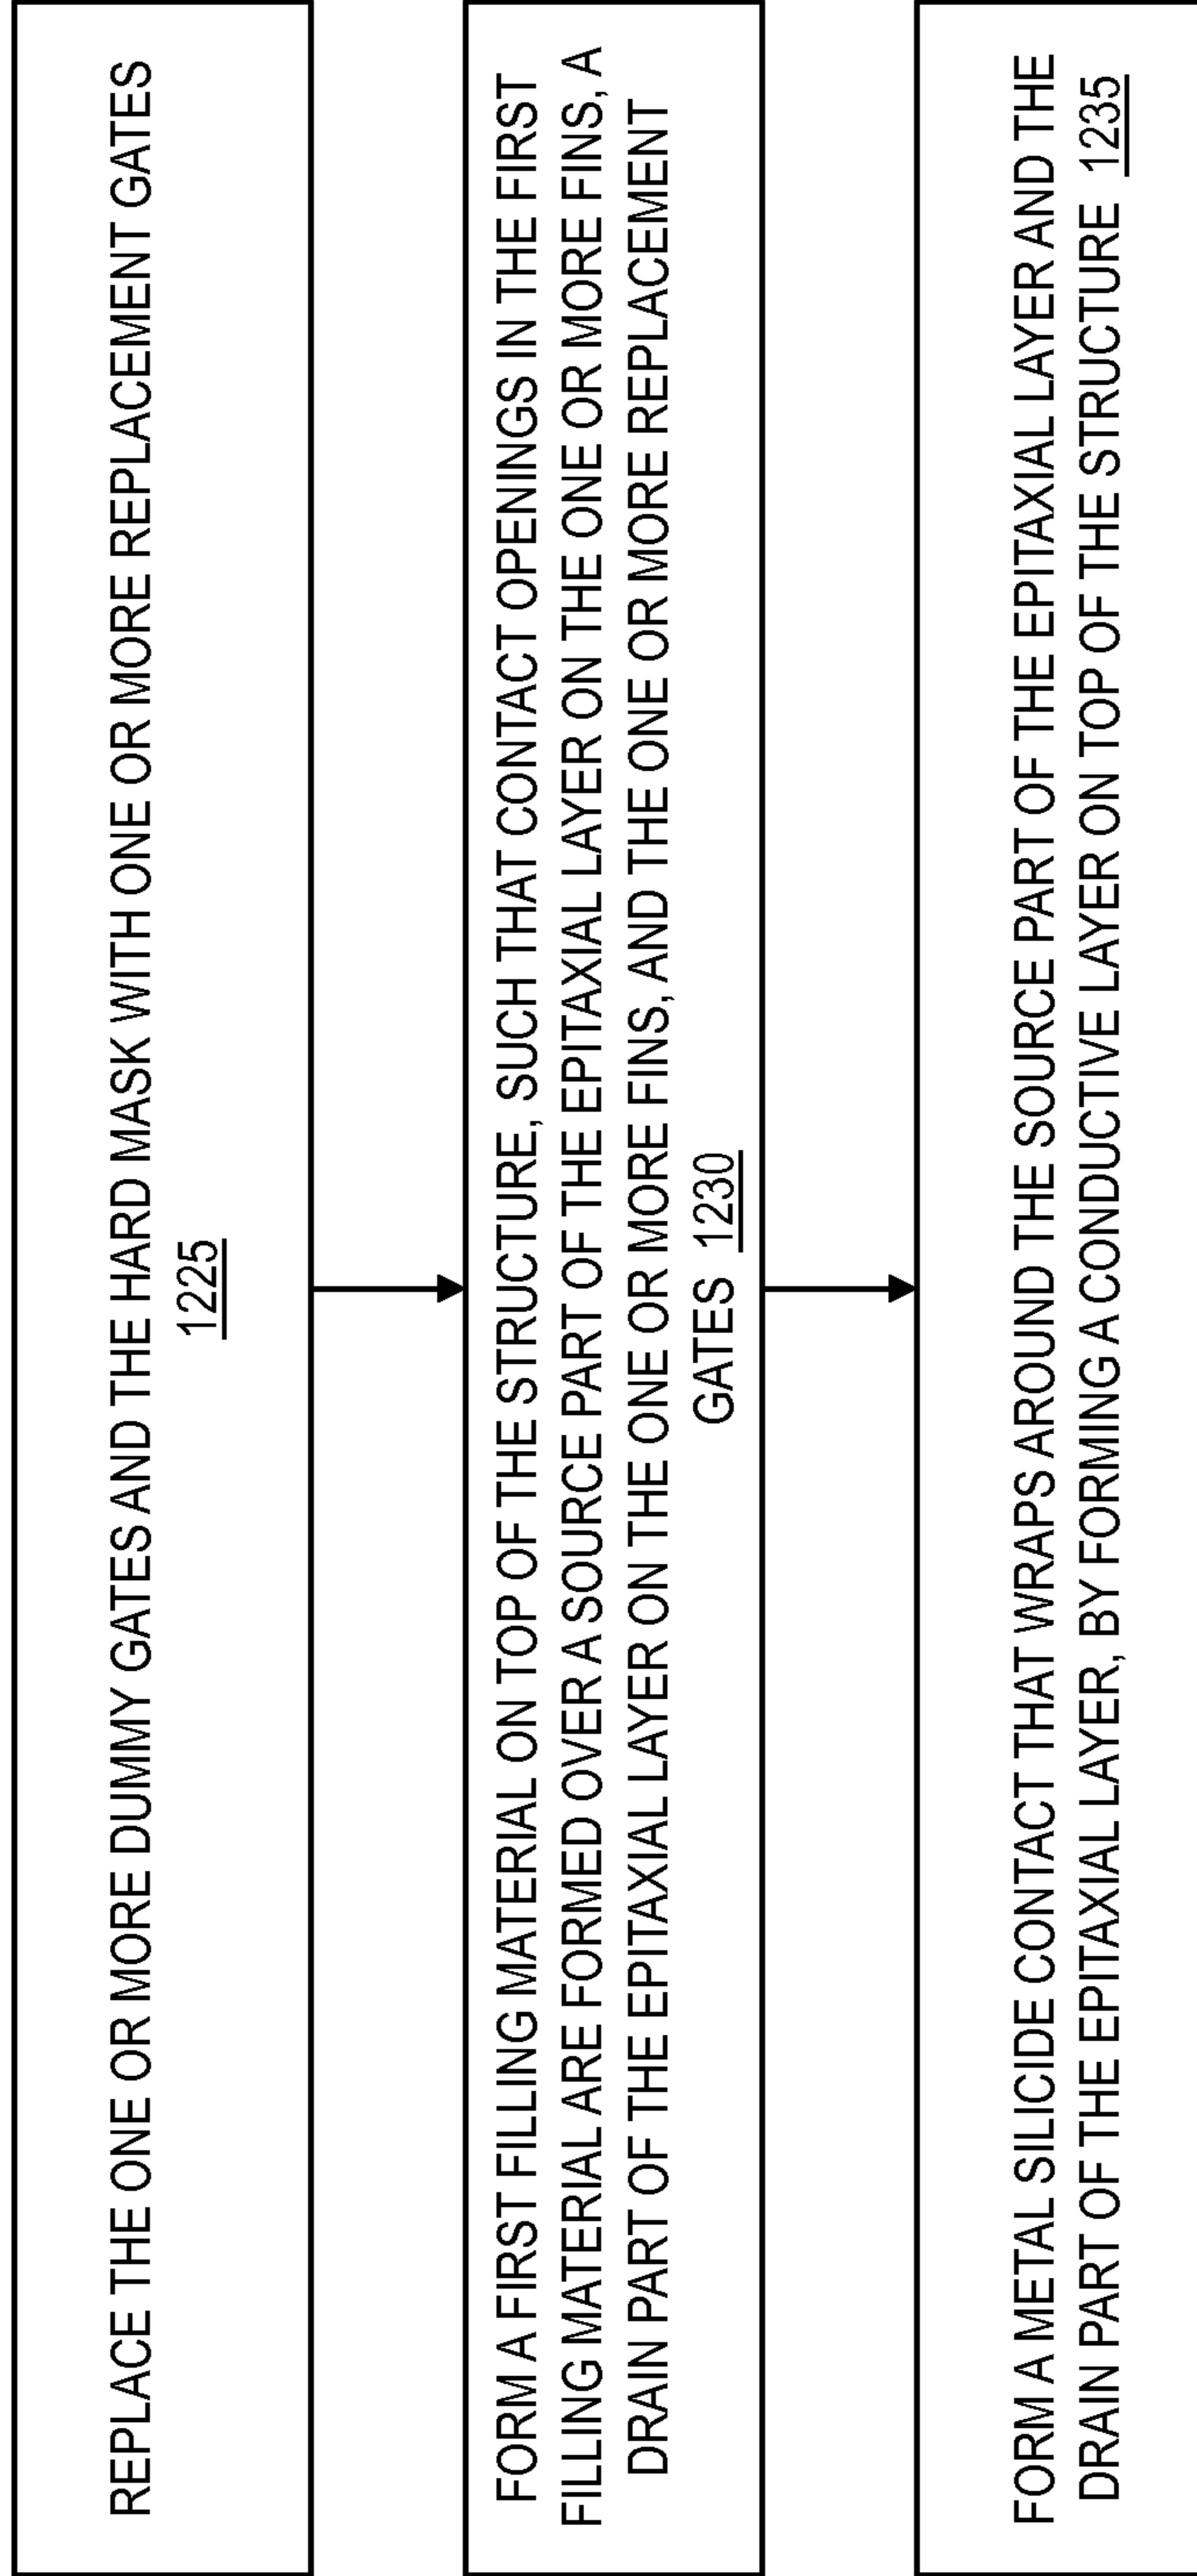 REPLACE THE ONE OR MORE DUMMY GATES AND THE HARD MASK WITH ONE OR MORE REPLACEMENT GATES
1225
FORM A FIRST FILLING MATERIAL ON TOP OF THE STRUCTURE, SUCH THAT CONTACT OPENINGS IN THE FIRST
FILLING MATERIAL ARE FORMED OVER A SOURCE PART OF THE EPITAXIAL LAYER ON THE ONE OR MORE FINS, A
DRAIN PART OF THE EPITAXIAL LAYER ON THE ONE OR MORE FINS, AND THE ONE OR MORE REPLACEMENT
GATES 1230
FORM A METAL SILICIDE CONTACT THAT WRAPS AROUND THE SOURCE PART OF THE EPITAXIAL LAYER AND THE
DRAIN PART OF THE EPITAXIAL LAYER, BY FORMING A CONDUCTIVE LAYER ON TOP OF THE STRUCTURE 1235